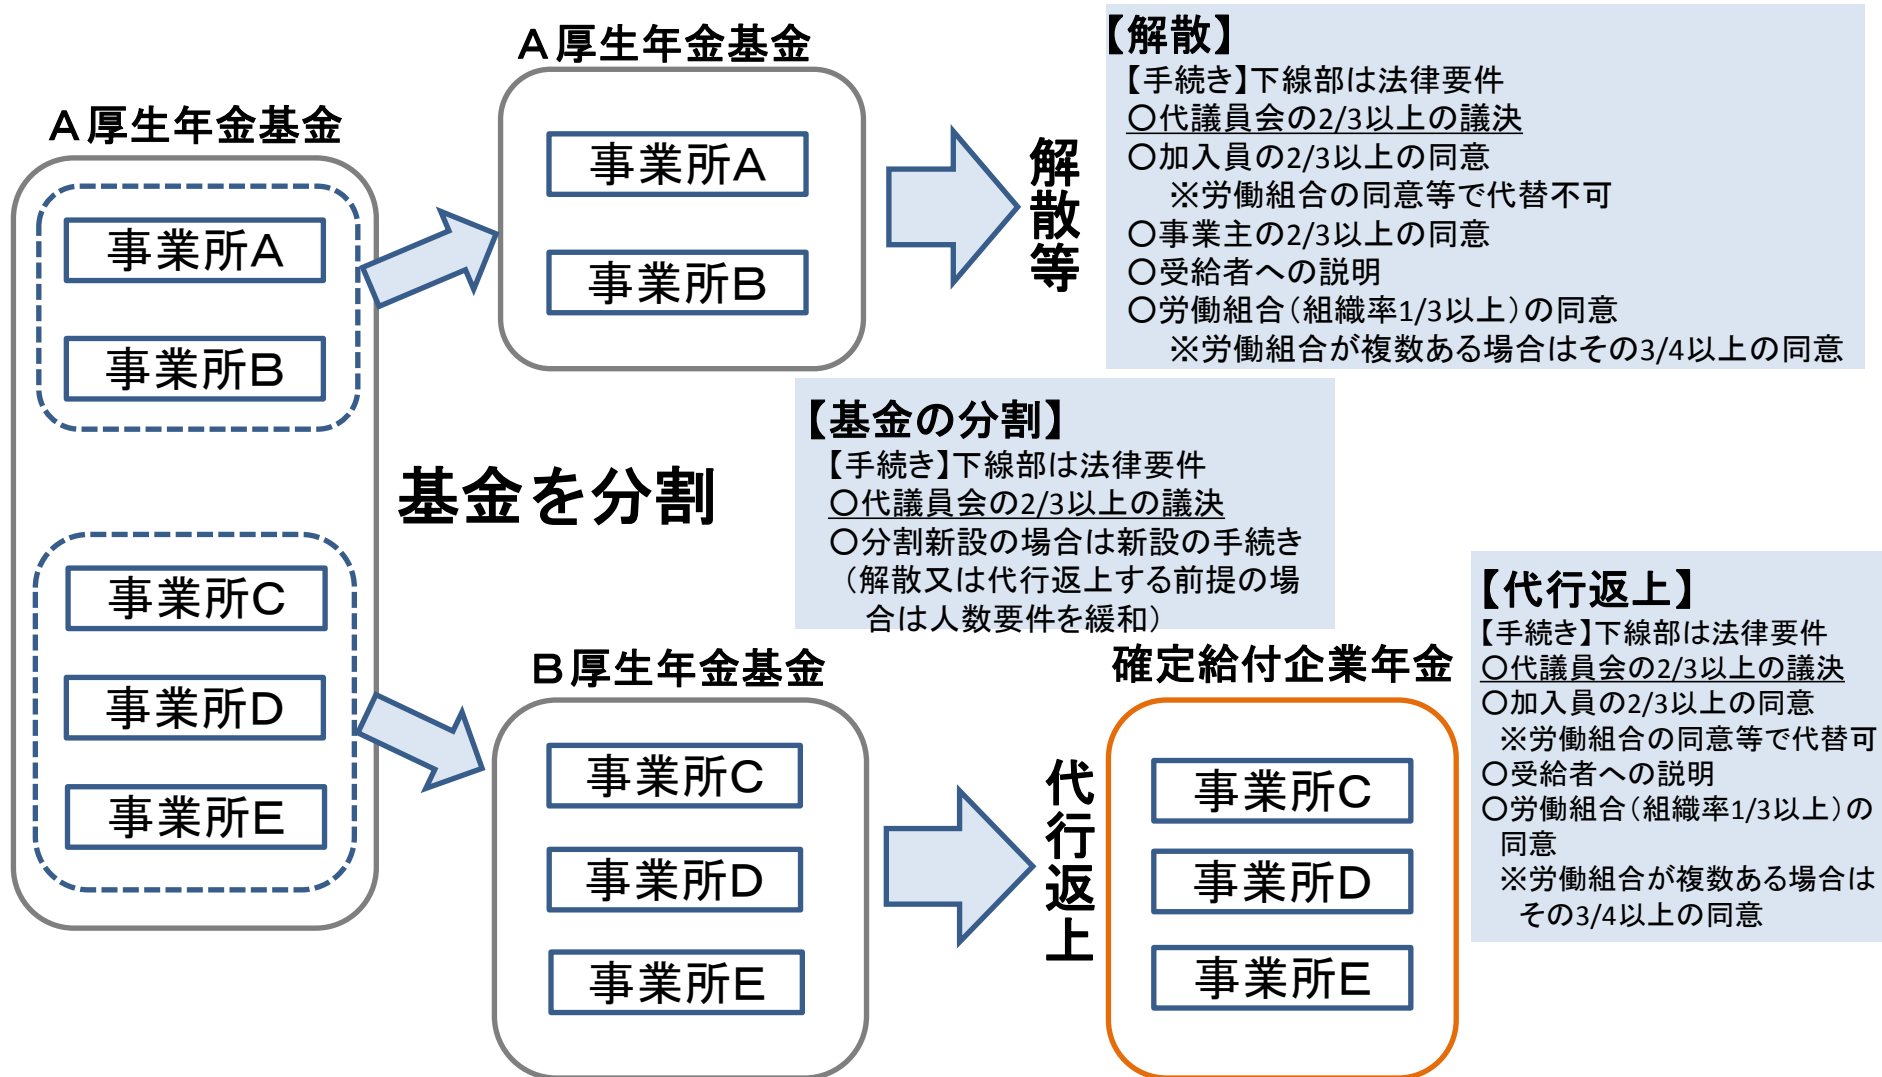 A厚生年金基金
事業所A
事業所B
事業所C
事業所D
事業所E
基金を分割
A厚生年金基金
事業所A
事業所B
解散等
【解散】
【手続き】下線部は法律要件
〇代議員会の2/3以上の議決
〇加入員の2/3以上の同意
※労働組合の同意等で代替不可
〇事業主の2/3以上の同意
〇受給者への説明
〇労働組合（組織率1/3以上）の同意
※労働組合が複数ある場合はその3/4以上の同意
【基金の分割】
【手続き】下線部は法律要件
〇代議員会の2/3以上の議決
〇分割新設の場合は新設の手続き
（解散又は代行返上する前提の場
合は人数要件を緩和）
B厚生年金基金
事業所C
事業所D
事業所E
代行返上
確定給付企業年金
事業所C
事業所D
事業所E
【代行返上】
【手続き】下線部は法律要件
〇代議員会の2/3以上の議決
〇加入員の2/3以上の同意
※労働組合の同意等で代替可
〇受給者への説明
〇労働組合（組織率1/3以上）の
同意
※労働組合が複数ある場合は
その3/4以上の同意